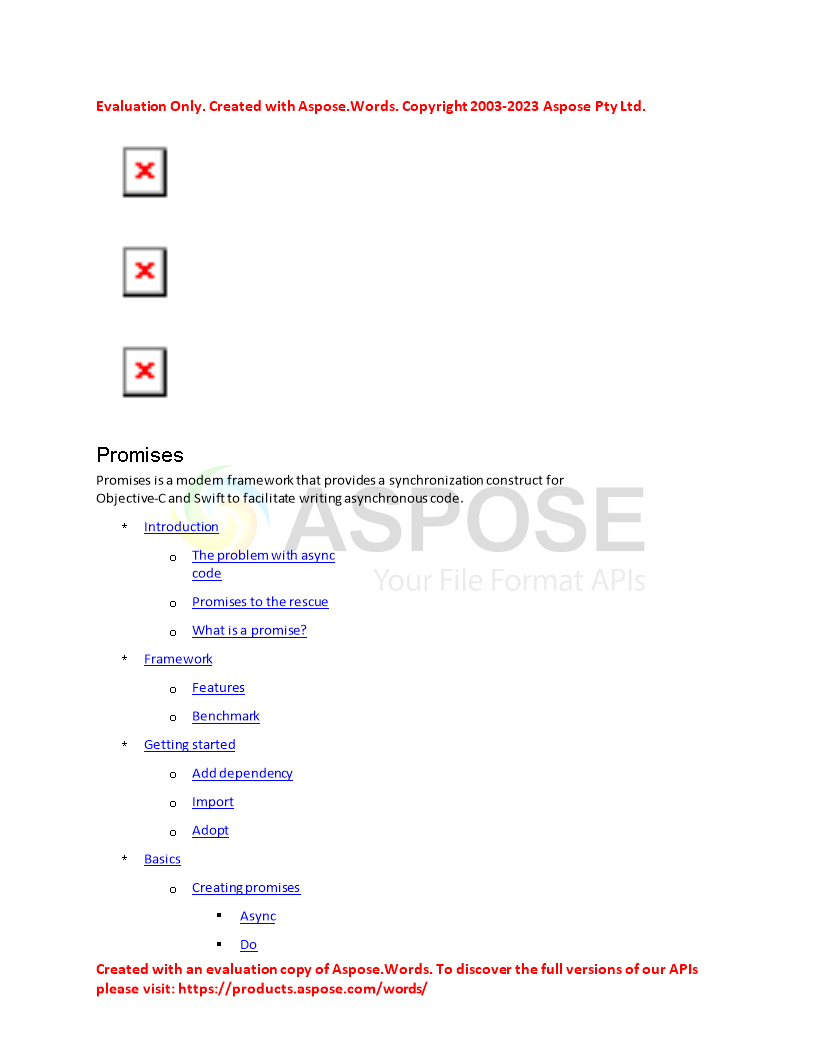 Evaluation Only. Created with Aspose.Words. Copyright 2003-2023 Aspose Pty Ltd.
Promises
Promises is a modern framework that provides a synchronization construct for
Objective-C and Swift to facilitate writing asynchronous code.
* Introduction
o The problem with async
code
o Promises to the rescue
o What is a promise?
* Framework
o Features
o Benchmark
* Getting started
o Add dependency
o Import
o Adopt
* Basics
o Creating promises
▪ Async
▪ Do
ASPOSE
Your File Format APIs
Created with an evaluation copy of Aspose.Words. To discover the full versions of our APIs
please visit: https://products.aspose.com/words/